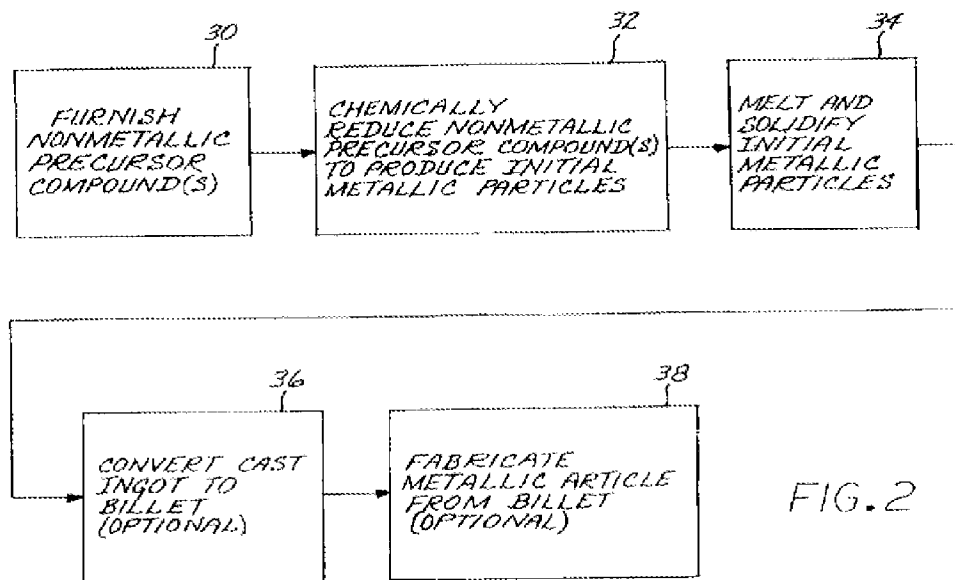 30
FURNISH
NONMETALLIC
PRECURSOR
COMPOUND(S)
32
CHEMICALLY
REDUCE NONMETALLIC
PRECURSOR COMPOUND(S)
TO PRODUCE INITIAL
METALLIC PARTICLES
34
MELT AND
SOLIDIFY
INITIAL
METALLIC
PARTICLES
36
CONVERT CAST
INGOT TO
BILLET
(OPTIONAL)
38
FABRICATE
METALLIC ARTICLE
FROM BILLET
(OPTIONAL)
FIG.2